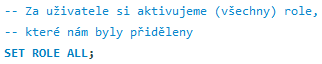 -- Za uživatele si aktivujeme (všechny) role,
-- které nám byly přiděleny
SET ROLE ALL;